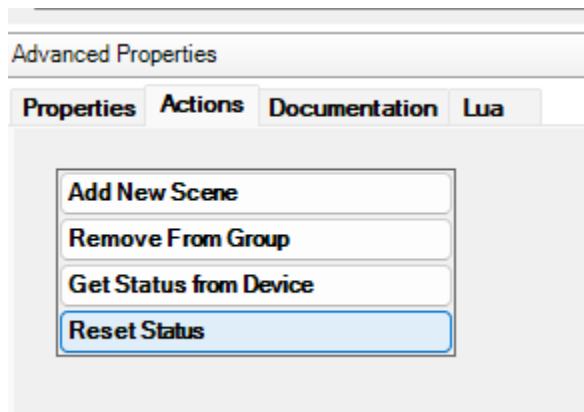 Advanced Properties
Properties Actions Documentation Lua
Add New Scene
Remove From Group
Get Status from Device
Reset Status